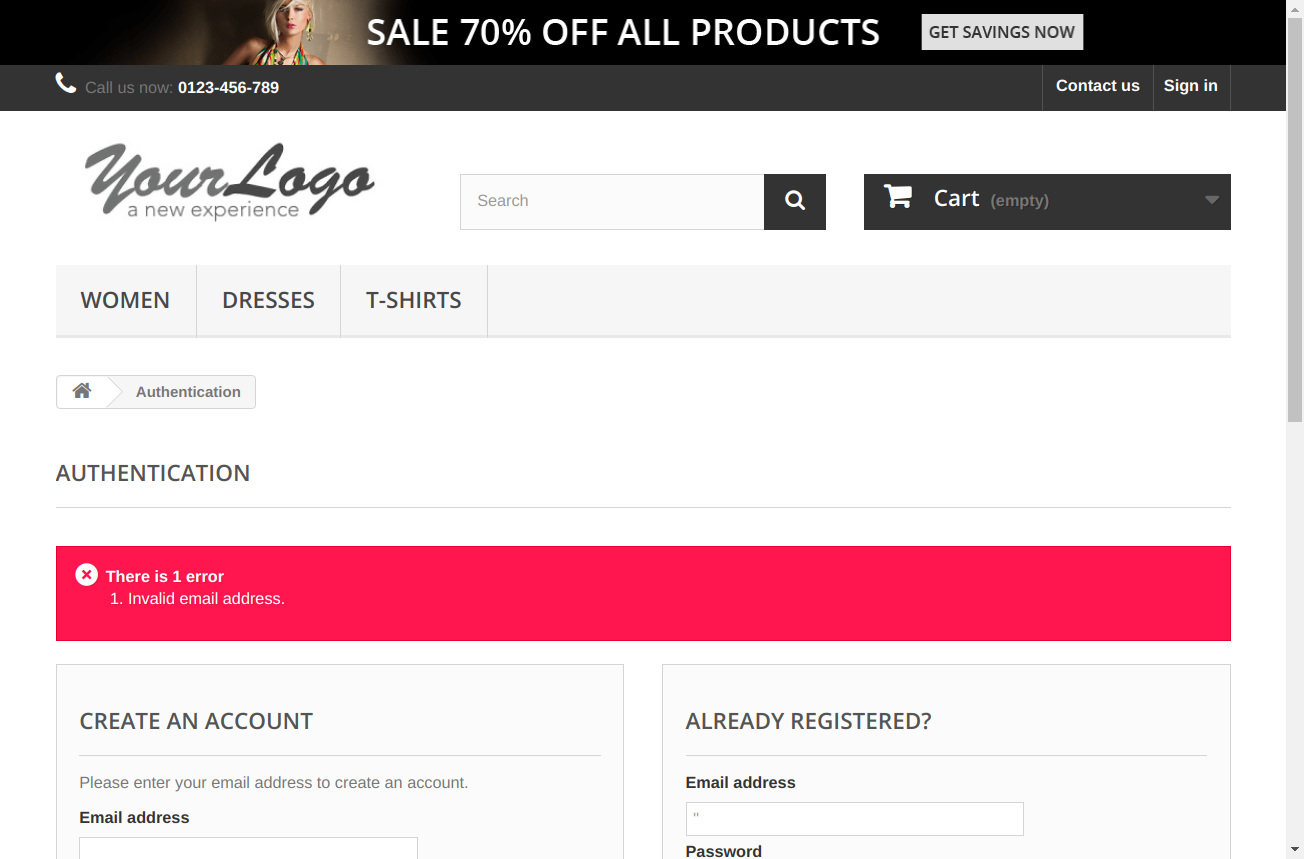 SALE 70% OFF ALL PRODUCTS GET SAVINGS NOW
Call us now: 0123-456-789 Contact us Sign in
YourLogo
a new experience
Search
Cart (empty)
WOMEN DRESSES T-SHIRTS
Authentication
AUTHENTICATION
There is 1 error
1. Invalid email address.
CREATE AN ACCOUNT
Please enter your email address to create an account.
Email address
ALREADY REGISTERED?
Email address
"
Password